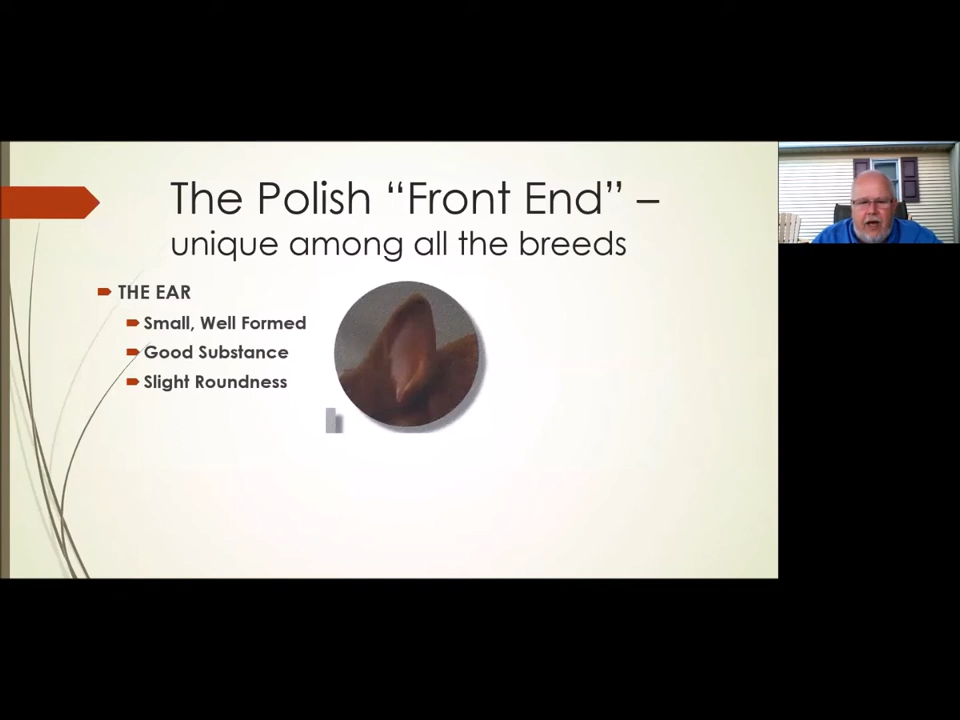 The Polish “Front End” –
unique among all the breeds
THE EAR
Small, Well Formed
Good Substance
Slight Roundness